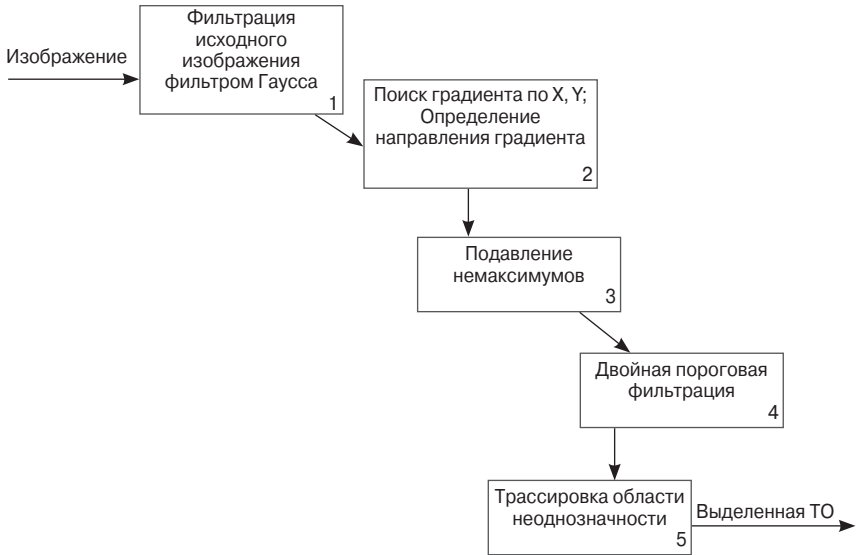 Изображение
Фильтрация
исходного
изображения
фильтром Гаусса
1
Поиск градиента по X, Y;
Определение
направления градиента
2
Подавление
немаксимумов
3
Двойная пороговая
фильтрация
4
Трассировка области
неоднозначности
5
Выделенная ТО